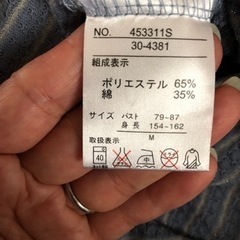 NO. 453311S
30-4381
組成表示
ポリエステル 65%
綿 35%
サイズ バスト 79-87
身長 154-162
M
取扱表示
40
中